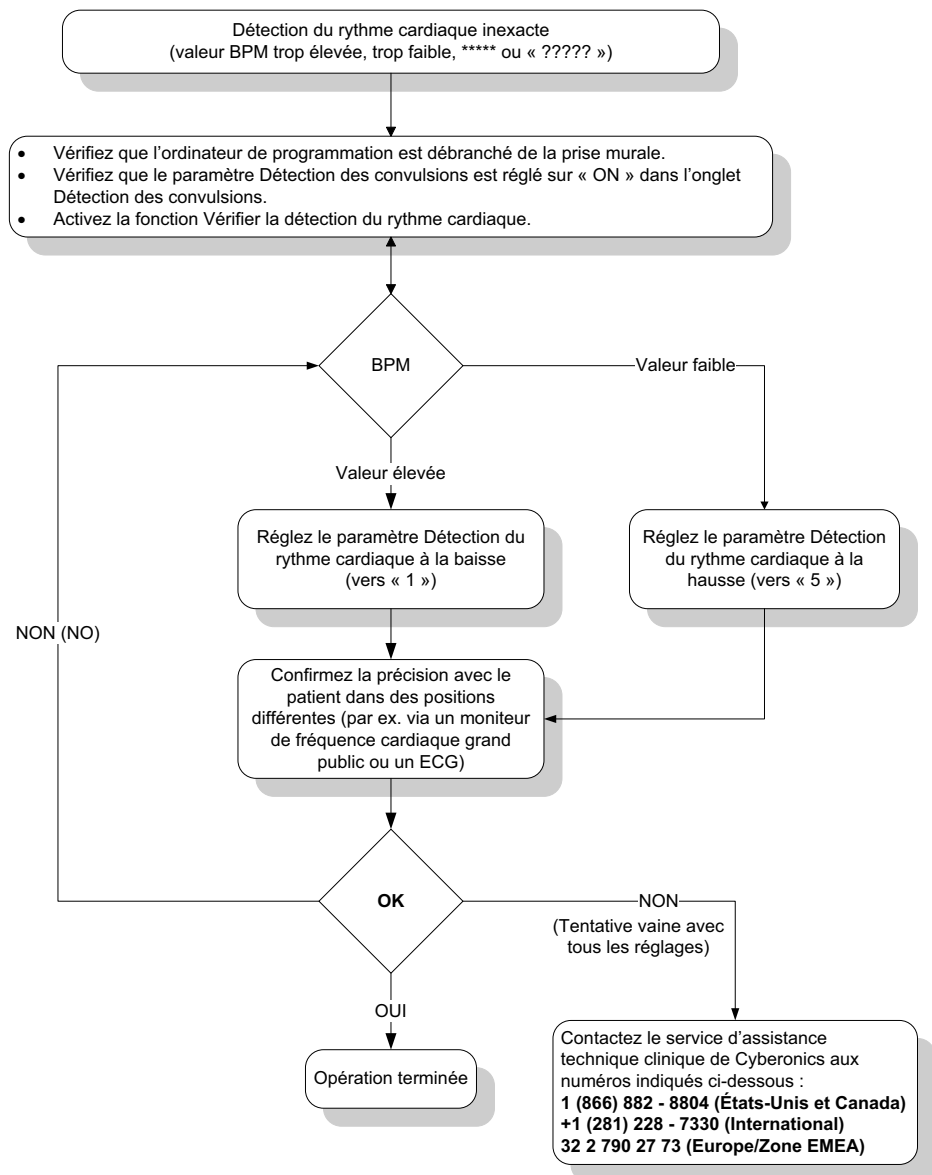 Détection du rythme cardiaque inexacte
(valeur BPM trop élevée, trop faible, ***** ou « ????? »)
• Vérifiez que l'ordinateur de programmation est débranché de la prise murale.
• Vérifiez que le paramètre Détection des convulsions est réglé sur « ON » dans l'onglet
Détection des convulsions.
• Activez la fonction Vérifier la détection du rythme cardiaque.
BPM
Valeur faible
Valeur élevée
Réglez le paramètre Détection du
rythme cardiaque à la baisse
(vers « 1 »)
Réglez le paramètre Détection
du rythme cardiaque à la
hausse (vers « 5 »)
NON (NO)
Confirmez la précision avec le
patient dans des positions
différentes (par ex. via un moniteur
de fréquence cardiaque grand
public ou un ECG)
OK
NON
(Tentative vaine avec
tous les réglages)
OUI
Opération terminée
Contactez le service d'assistance
technique clinique de Cyberonics aux
numéros indiqués ci-dessous :
1 (866) 882 - 8804 (États-Unis et Canada)
+1 (281) 228 - 7330 (International)
32 2 790 27 73 (Europe/Zone EMEA)